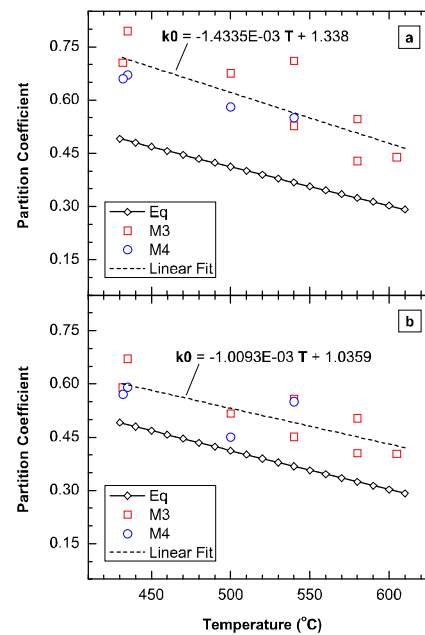 a
k0 = -1.4335E-03 T + 1.338
0.75
0.60
0.45
0.30
0.15
Partition Coefficient
Eq
M3
M4
Linear Fit
b
k0 = -1.0093E-03 T + 1.0359
0.75
0.60
0.45
0.30
0.15
Partition Coefficient
Eq
M3
M4
Linear Fit
450 500 550 600
Temperature (°C)